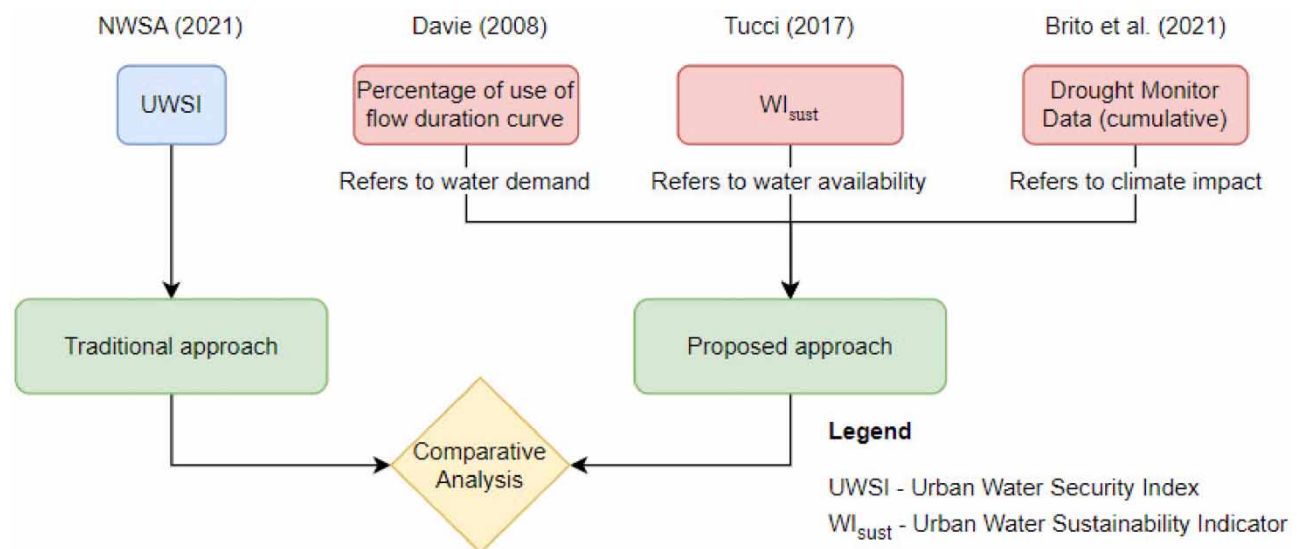 NWSA (2021)
Davie (2008)
Tucci (2017)
Brito et al. (2021)
UWSI
Percentage of use of
flow duration curve
WI_sust
Drought Monitor
Data (cumulative)
Refers to water demand
Refers to water availability
Refers to climate impact
Traditional approach
Proposed approach
Comparative
Analysis
Legend
UWSI - Urban Water Security Index
WI_sust - Urban Water Sustainability Indicator